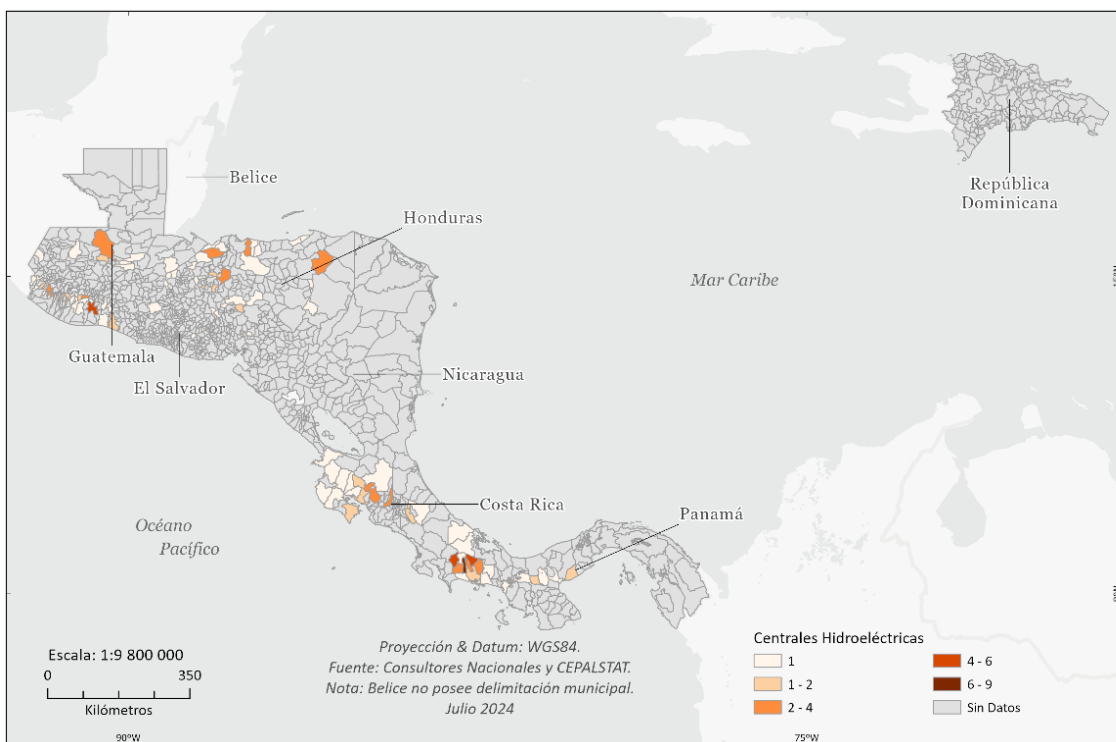 Belice
República
Dominicana
Honduras
Mar Caribe
15°N
Guatemala
El Salvador
Nicaragua
Costa Rica
Panamá
Océano
Pacífico
Escala: 1:9 800 000
0 350
Kilómetros
Proyección & Datum: WGS84.
Fuente: Consultores Nacionales y CEPALSTAT.
Nota: Belice no posee delimitación municipal.
Julio 2024
Centrales Hidroeléctricas
1
1 - 2
2 - 4
4 - 6
6 - 9
Sin Datos
90°W
75°W